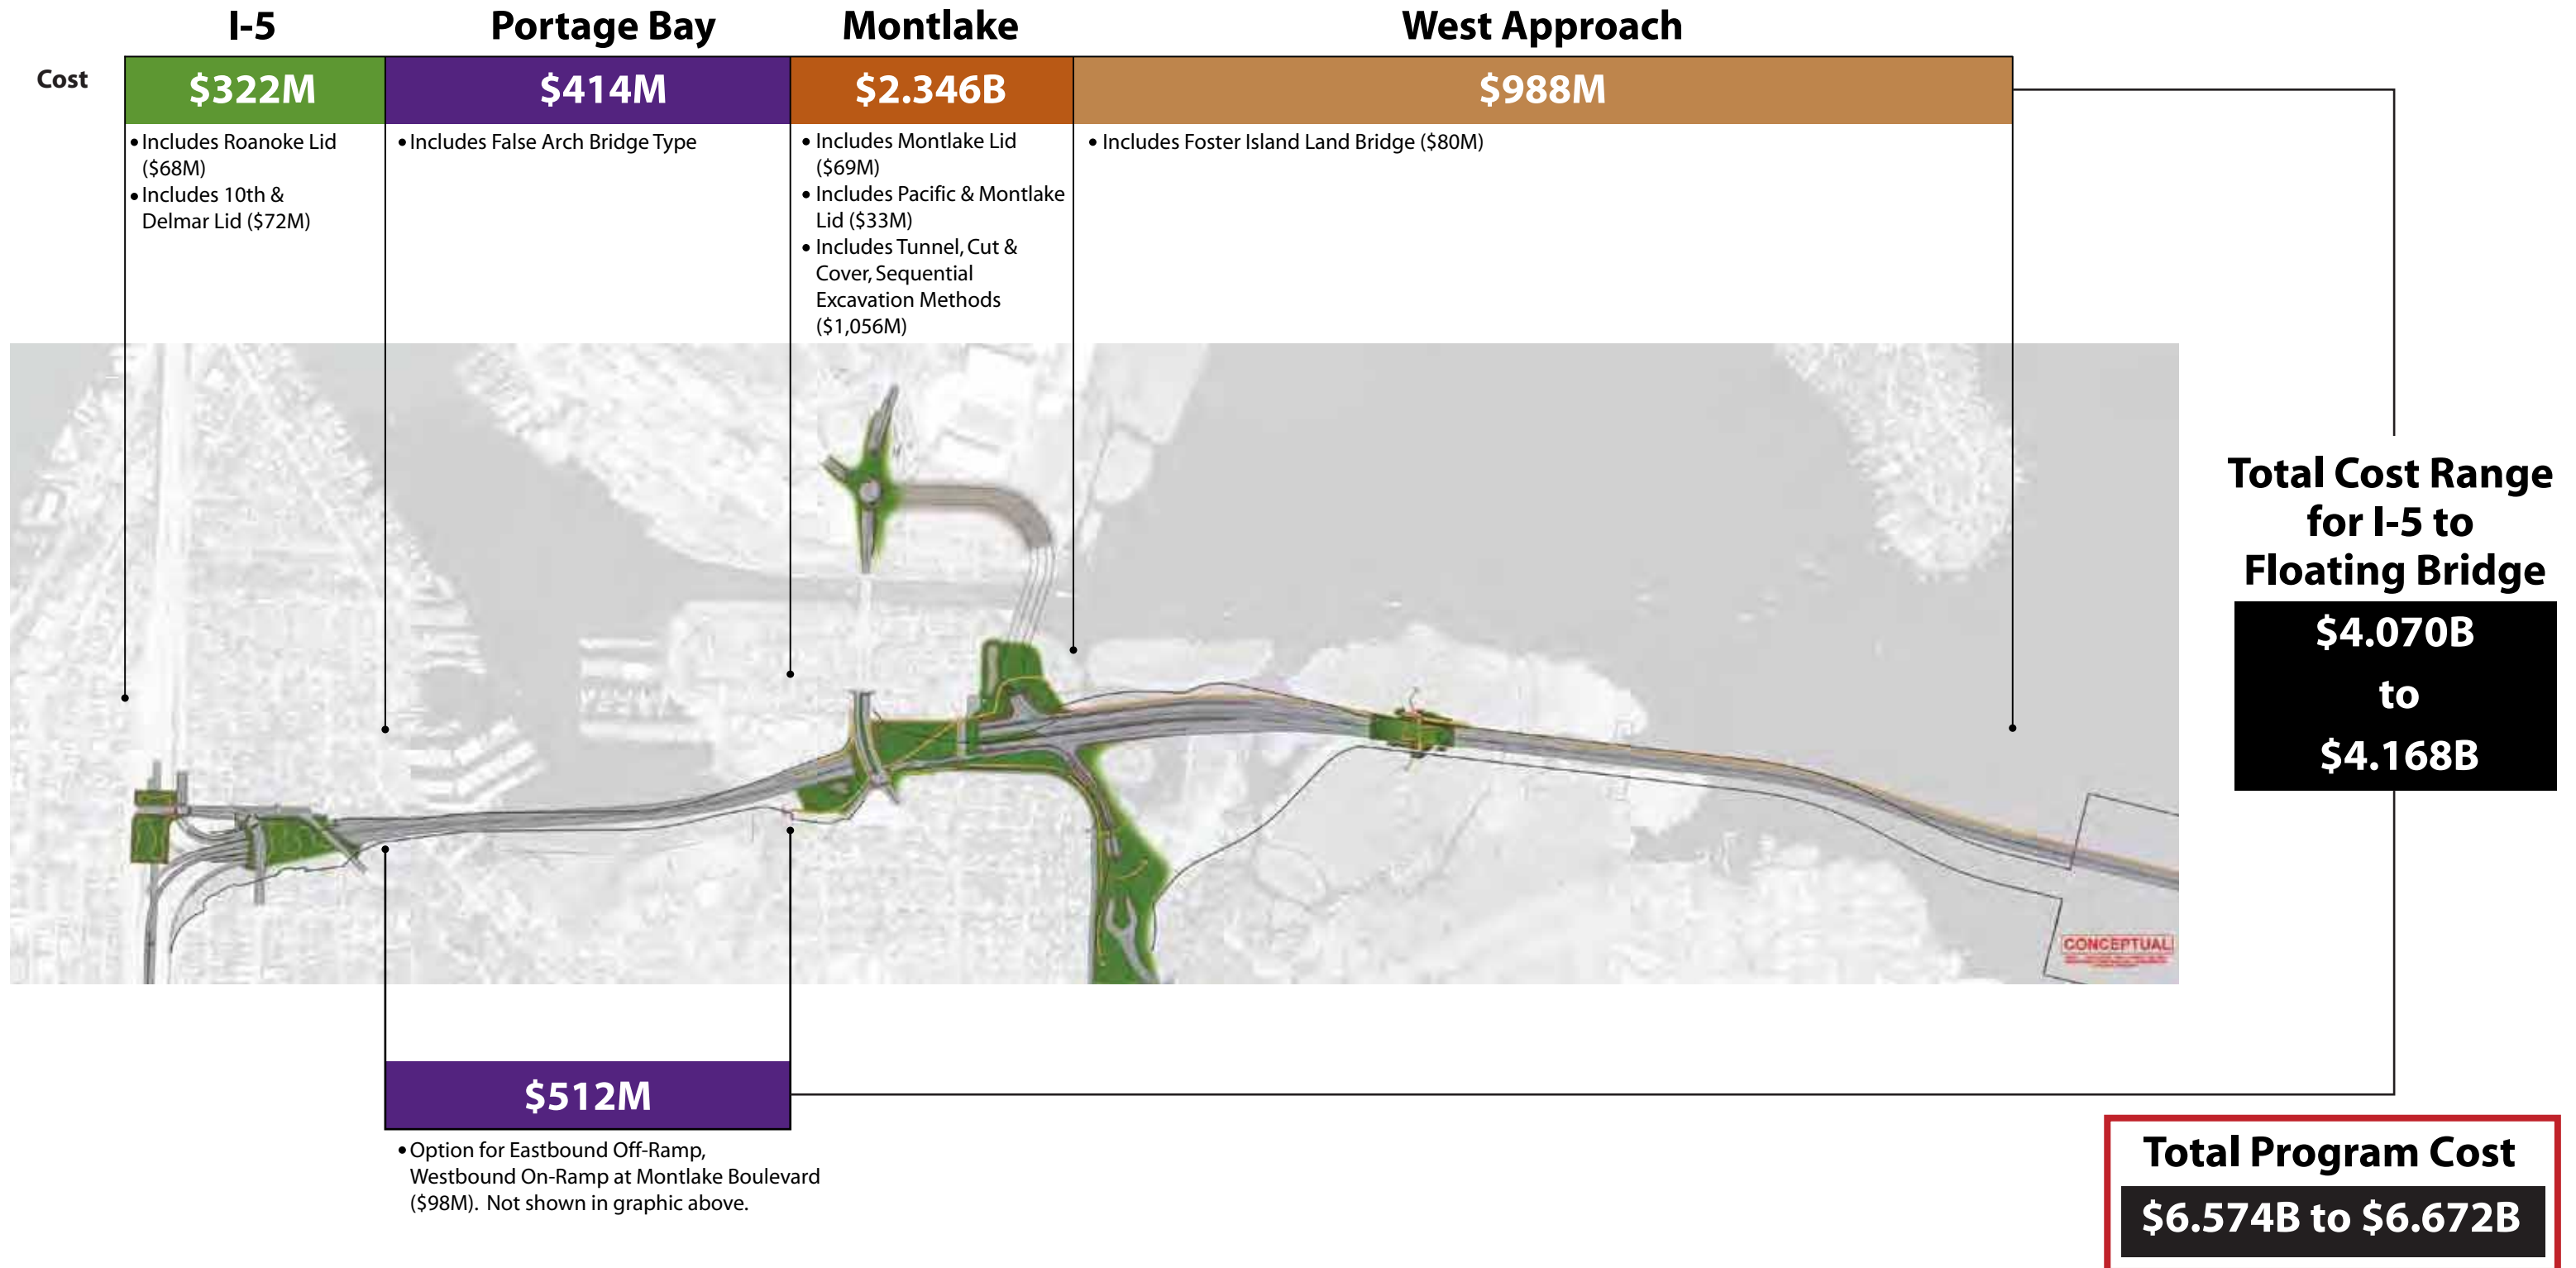 I-5
Portage Bay
Montlake
West Approach
Cost
$322M
$414M
$2.346B
$988M
• Includes Roanoke Lid
($68M)
• Includes 10th &
Delmar Lid ($72M)
• Includes False Arch Bridge Type
• Includes Montlake Lid
($69M)
• Includes Pacific & Montlake
Lid ($33M)
• Includes Tunnel, Cut &
Cover, Sequential
Excavation Methods
($1,056M)
• Includes Foster Island Land Bridge ($80M)
Total Cost Range
for I-5 to
Floating Bridge
$4.070B
to
$4.168B
CONCEPTUAL
$512M
• Option for Eastbound Off-Ramp,
Westbound On-Ramp at Montlake Boulevard
($98M).  Not shown in graphic above.
Total Program Cost
$6.574B to $6.672B